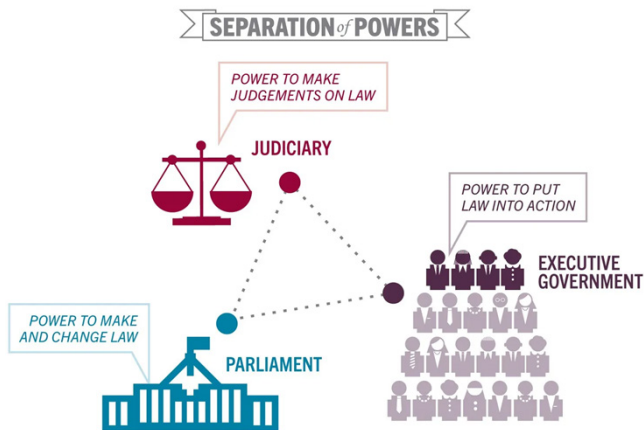 SEPARATION of POWERS
POWER TO MAKE
JUDGEMENTS ON LAW
JUDICIARY
POWER TO PUT
LAW INTO ACTION
EXECUTIVE
GOVERNMENT
POWER TO MAKE
AND CHANGE LAW
PARLIAMENT